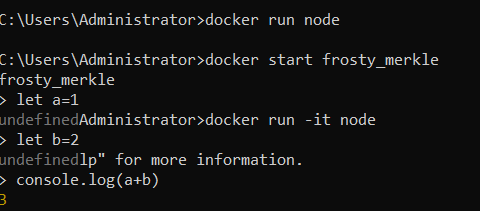 C:\Users\Administrator>docker run node
C:\Users\Administrator>docker start frosty_merkle
frosty_merkle
> let a=1
undefinedAdministrator>docker run -it node
> let b=2
undefinedlp" for more information.
> console.log(a+b)
3